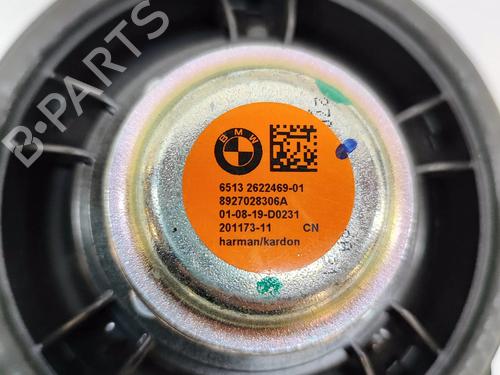 BMW
6513 2622469-01
8927028306A
01-08-19-D0231
201173-11 CN
harman/kardon
B-PARTS